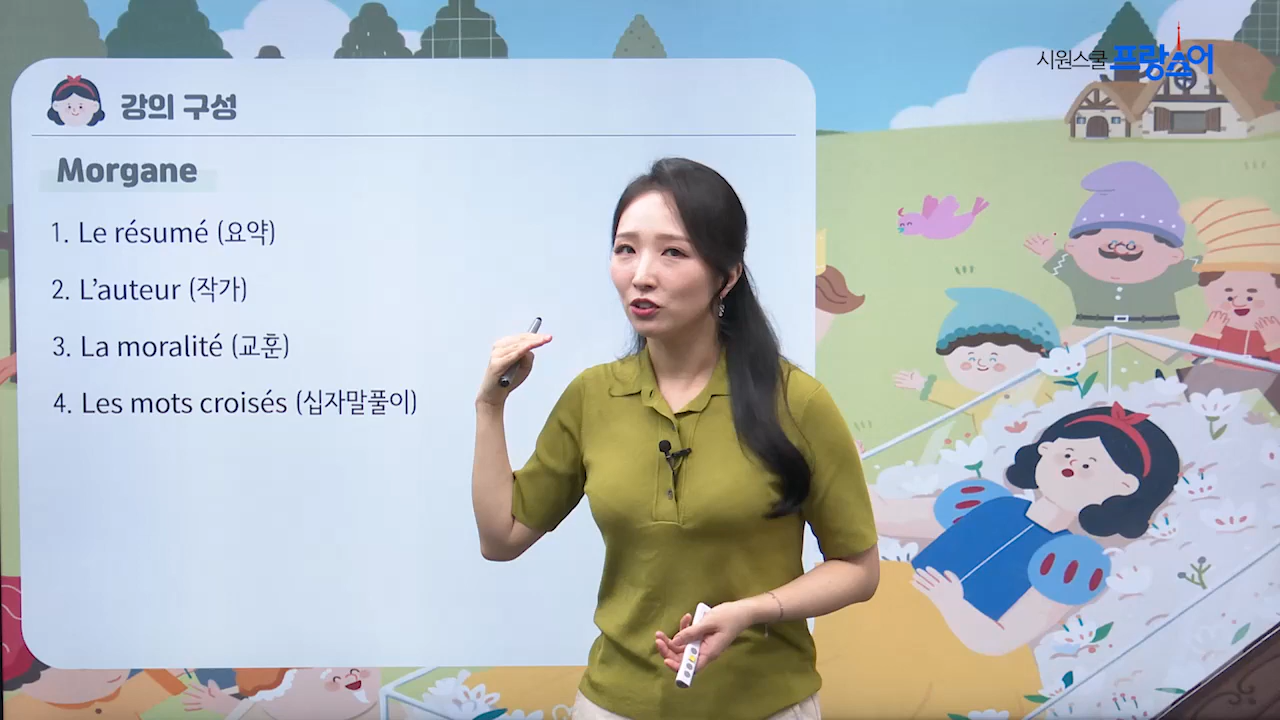 시원스쿨 프랑스어
강의 구성
Morgane
1. Le résumé (요약)
2. L'auteur (작가)
3. La moralité (교훈)
4. Les mots croisés (십자말풀이)